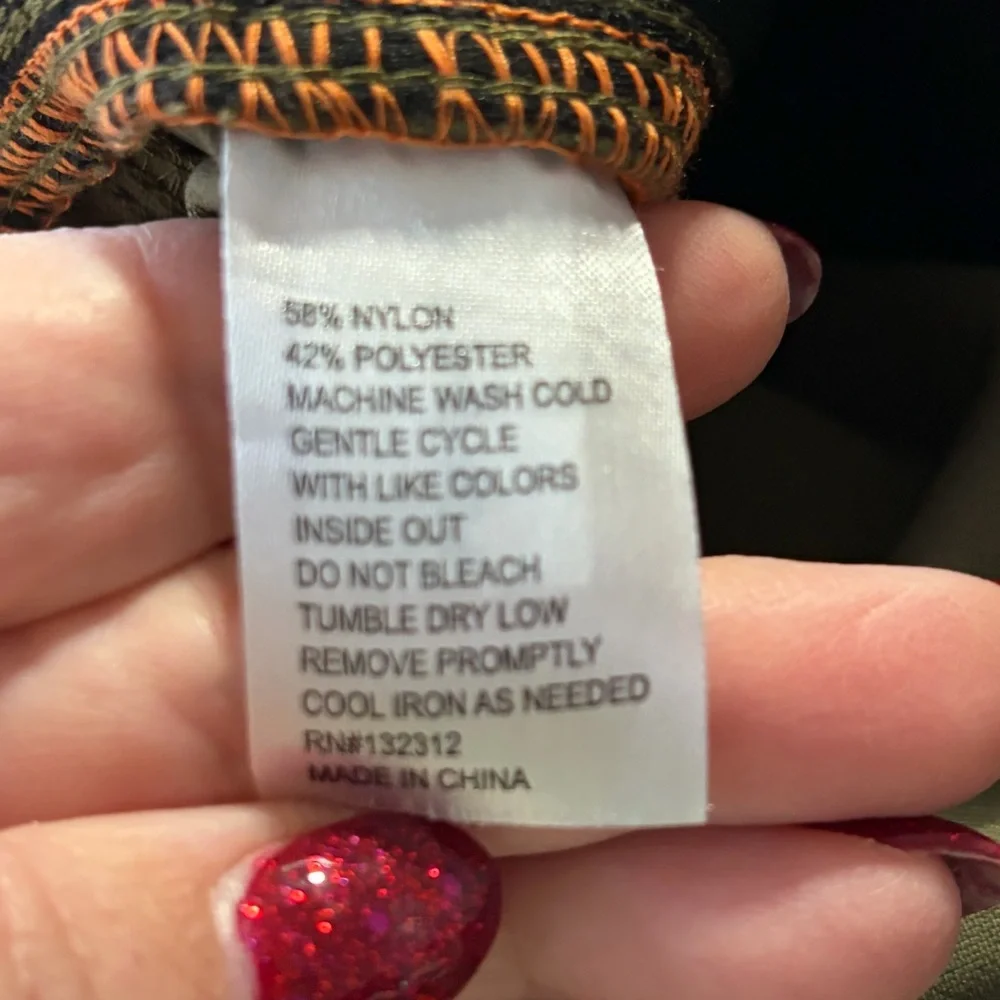 58% NYLON
42% POLYESTER
MACHINE WASH COLD
GENTLE CYCLE
WITH LIKE COLORS
INSIDE OUT
DO NOT BLEACH
TUMBLE DRY LOW
REMOVE PROMPTLY
COOL IRON AS NEEDED
RN#132312
MADE IN CHINA